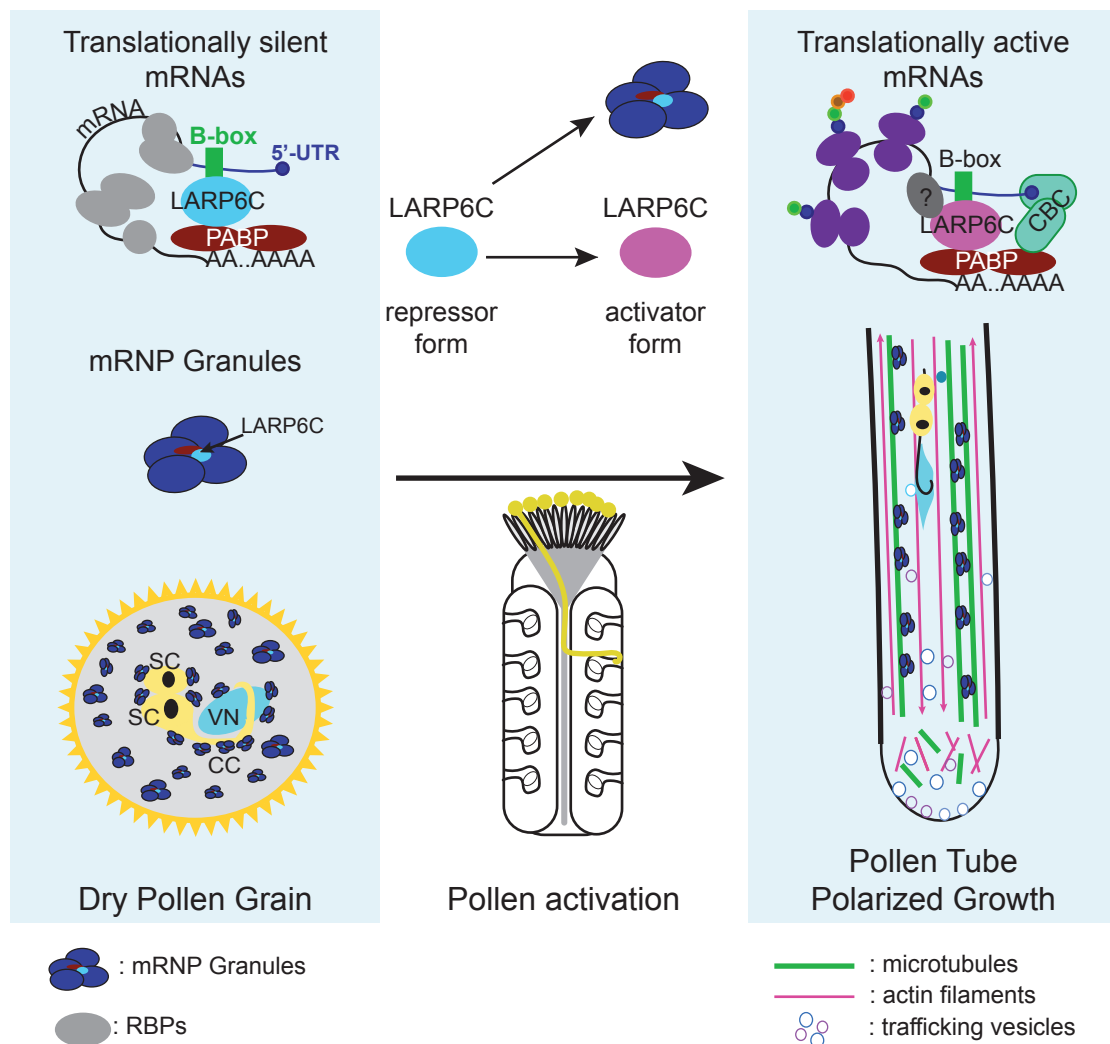 Translationally silent
mRNAs
mRNA
B-box
5'-UTR
LARP6C
PABP
AA..AAAA
mRNP Granules
LARP6C
SC
SC
VN
CC
Dry Pollen Grain
LARP6C
LARP6C
repressor
form
activator
form
Pollen activation
Translationally active
mRNAs
B-box
?
LARP6C
CBC
PABP
AA..AAAA
Pollen Tube
Polarized Growth
: mRNP Granules
: RBPs
: microtubules
: actin filaments
: trafficking vesicles